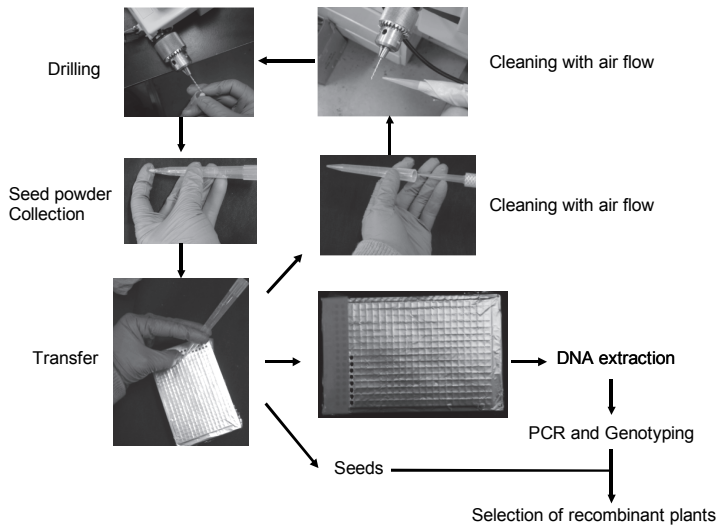 Drilling
Cleaning with air flow
Seed powder
Collection
Cleaning with air flow
Transfer
DNA extraction
PCR and Genotyping
Seeds
Selection of recombinant plants